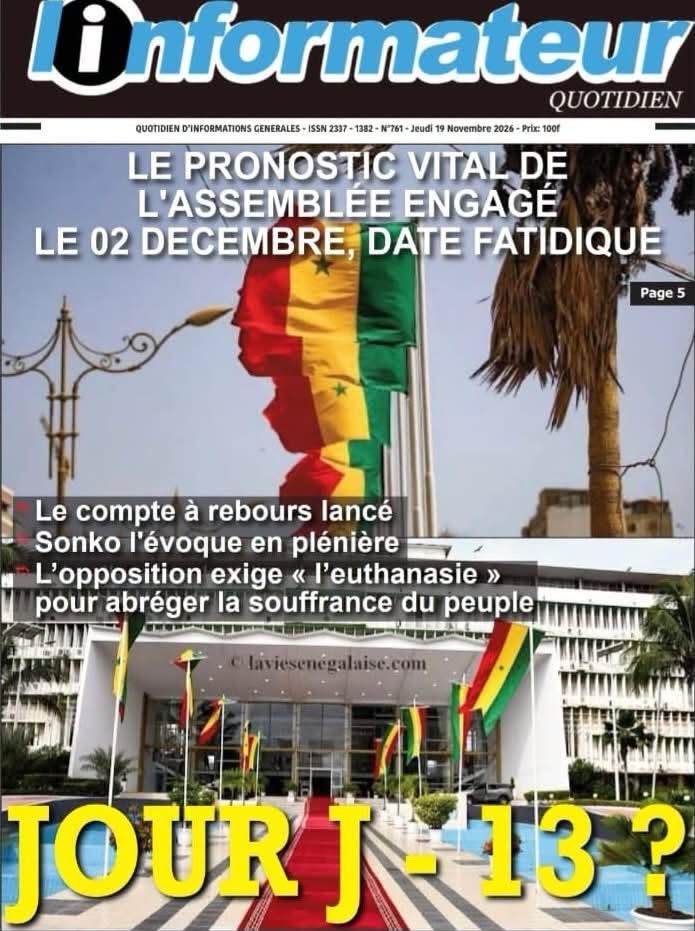 l'informateur
QUOTIDIEN
QUOTIDIEN D'INFORMATIONS GENERALES - ISSN 2337 - 1382 - N°761 - Jeudi 19 Novembre 2026 - Prix: 100f
LE PRONOSTIC VITAL DE
L'ASSEMBLÉE ENGAGÉ
LE 02 DECEMBRE, DATE FATIDIQUE
Page 5
Le compte à rebours lancé
Sonko l'évoque en plénière
L'opposition exige « l'euthanasie »
pour abréger la souffrance du peuple
© laviesenégalaise.com
JOUR J - 13 ?